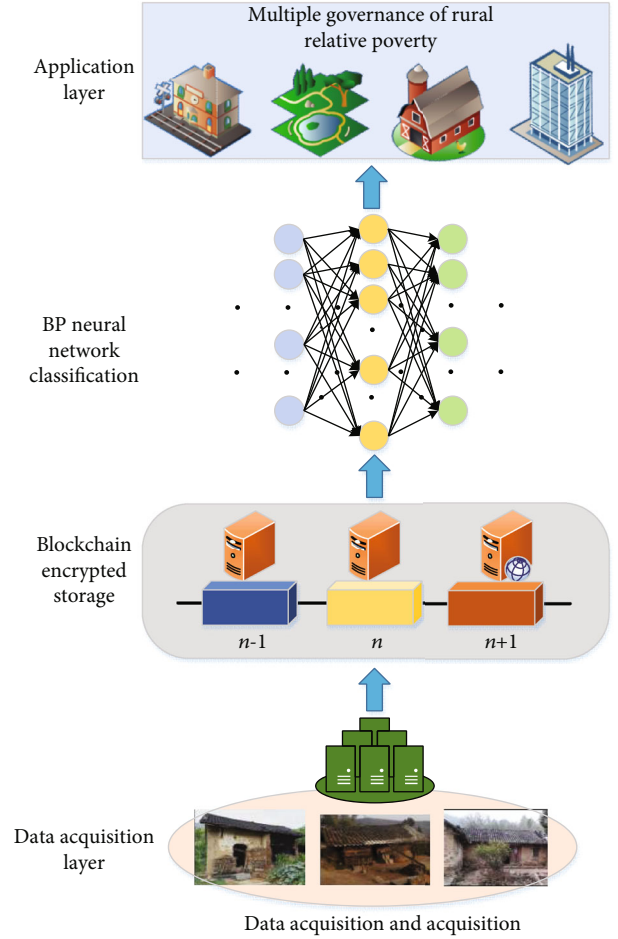 Multiple governance of rural
relative poverty
Application
layer
BP neural
network
classification
Blockchain
encrypted
storage
n-1
n
n+1
Data acquisition
layer
Data acquisition and acquisition